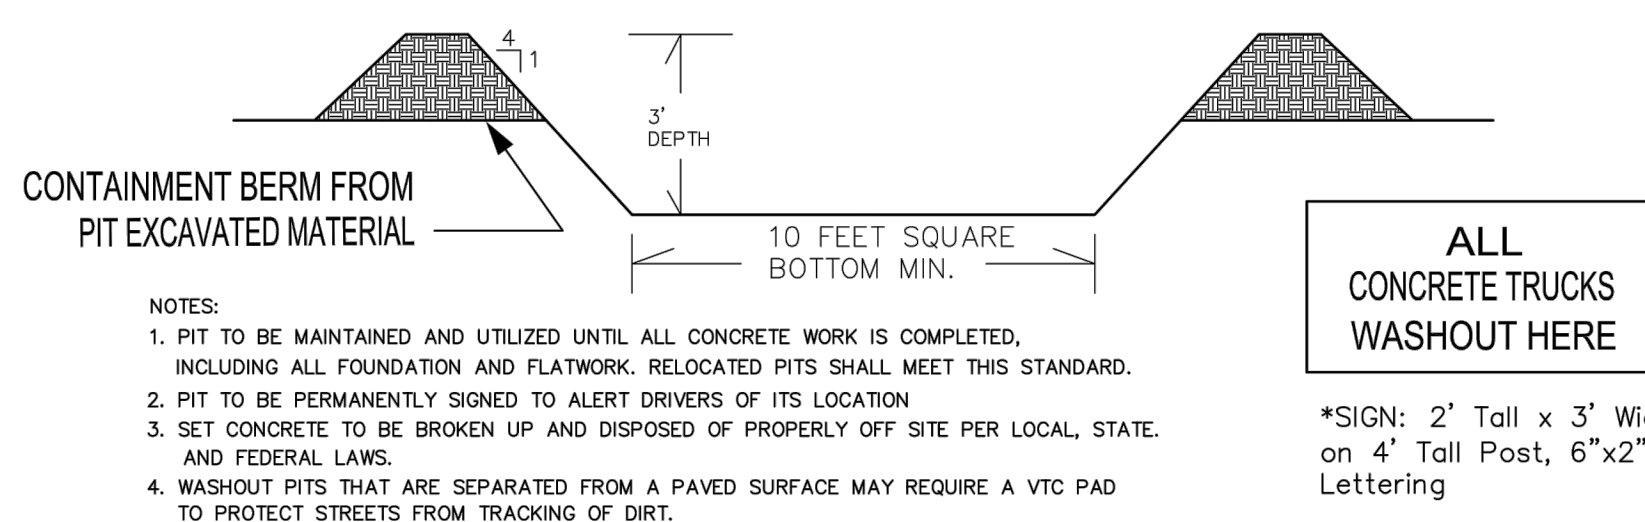 4
1
3'
DEPTH
CONTAINMENT BERM FROM
PIT EXCAVATED MATERIAL
10 FEET SQUARE
BOTTOM MIN.
ALL
CONCRETE TRUCKS
WASHOUT HERE
NOTES:
1. PIT TO BE MAINTAINED AND UTILIZED UNTIL ALL CONCRETE WORK IS COMPLETED,
INCLUDING ALL FOUNDATION AND FLATWORK. RELOCATED PITS SHALL MEET THIS STANDARD.
2. PIT TO BE PERMANENTLY SIGNED TO ALERT DRIVERS OF ITS LOCATION
3. SET CONCRETE TO BE BROKEN UP AND DISPOSED OF PROPERLY OFF SITE PER LOCAL, STATE.
AND FEDERAL LAWS.
4. WASHOUT PITS THAT ARE SEPARATED FROM A PAVED SURFACE MAY REQUIRE A VTC PAD
TO PROTECT STREETS FROM TRACKING OF DIRT.
*SIGN: 2' Tall x 3'
on 4' Tall Post, 6"x2"
Lettering